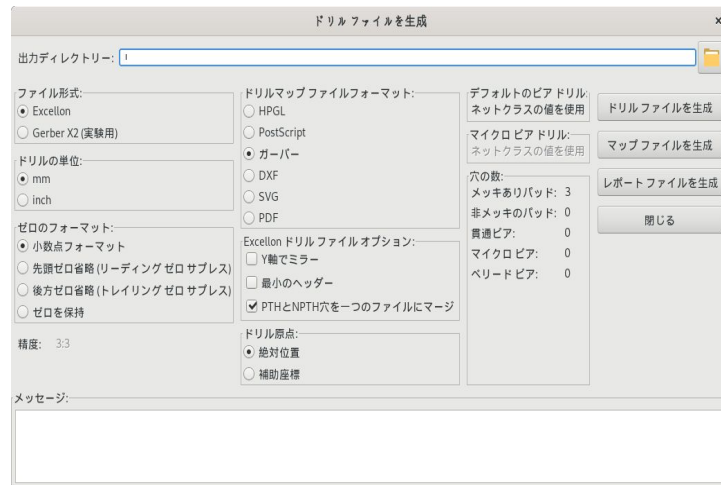 ドリル ファイルを生成
出力ディレクトリー:
ファイル形式:
Excellon
Gerber X2 (実験用)
ドリルの単位:
mm
inch
ゼロのフォーマット:
小数点フォーマット
先頭ゼロ省略 (リーディング ゼロ サプレス)
後方ゼロ省略 (トレイリング ゼロ サプレス)
ゼロを保持
精度: 3:3
ドリルマップ ファイルフォーマット:
HPGL
PostScript
ガーバー
DXF
SVG
PDF
Excellon ドリル ファイル オプション:
Y軸でミラー
最小のヘッダー
PTHとNPTH穴を一つのファイルにマージ
ドリル原点:
絶対位置
補助座標
デフォルトのビア ドリル:
ネットクラスの値を使用
マイクロ ビア ドリル:
ネットクラスの値を使用
穴の数:
メッキありパッド: 3
非メッキのパッド: 0
貫通ビア: 0
マイクロ ビア: 0
ベリード ビア: 0
ドリル ファイルを生成
マップ ファイルを生成
レポート ファイルを生成
閉じる
メッセージ: